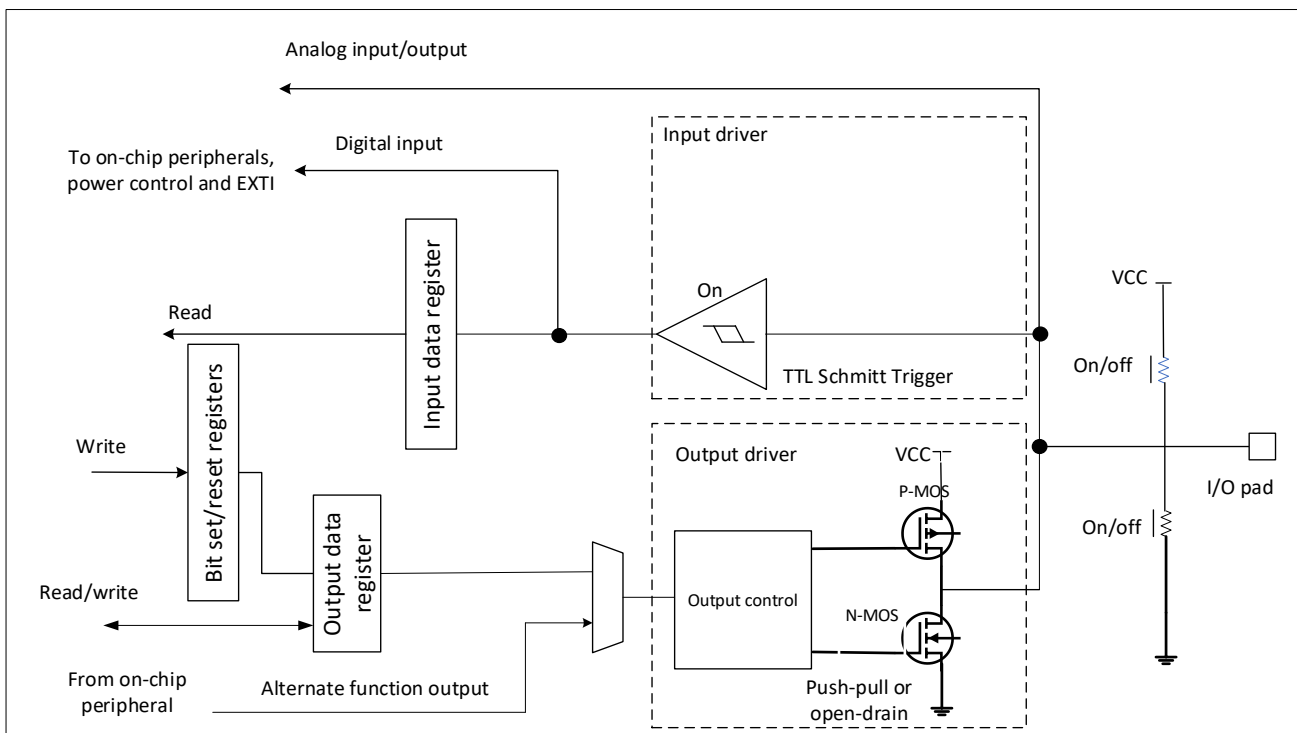 Analog input/output
Digital input
To on-chip peripherals,
power control and EXTI
Input driver
Input data register
On
TTL Schmitt Trigger
Read
VCC
On/off
Bit set/reset registers
Write
Output driver
VCC
P-MOS
I/O pad
On/off
Output data
register
Read/write
Output control
N-MOS
From on-chip
peripheral
Alternate function output
Push-pull or
open-drain